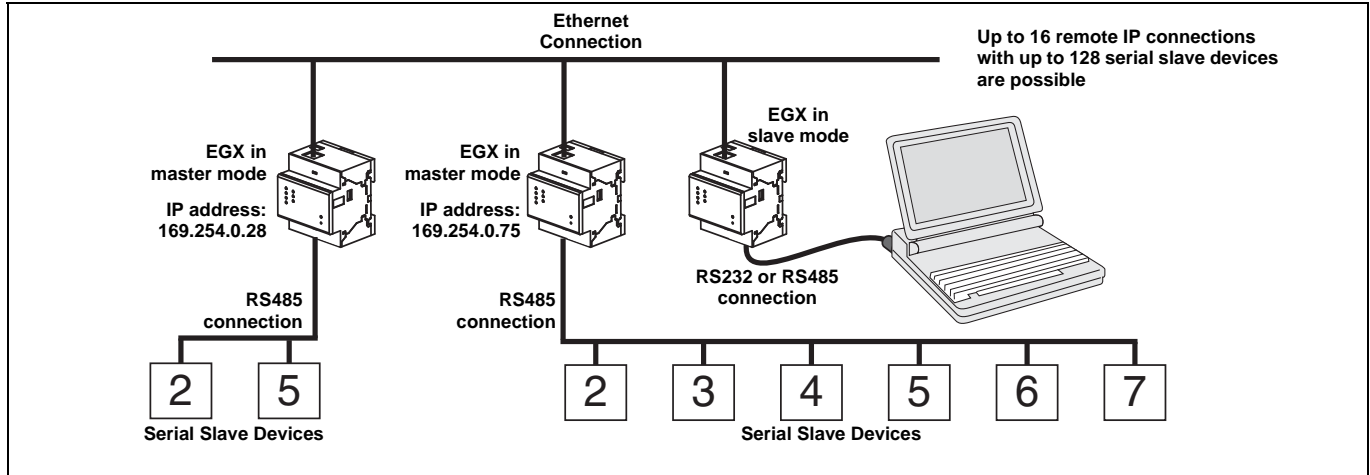 Ethernet
Connection
Up to 16 remote IP connections
with up to 128 serial slave devices
are possible
EGX in
master mode
IP address:
169.254.0.28
EGX in
master mode
IP address:
169.254.0.75
EGX in
slave mode
RS232 or RS485
connection
RS485
connection
RS485
connection
2
5
Serial Slave Devices
2
3
4
5
6
7
Serial Slave Devices